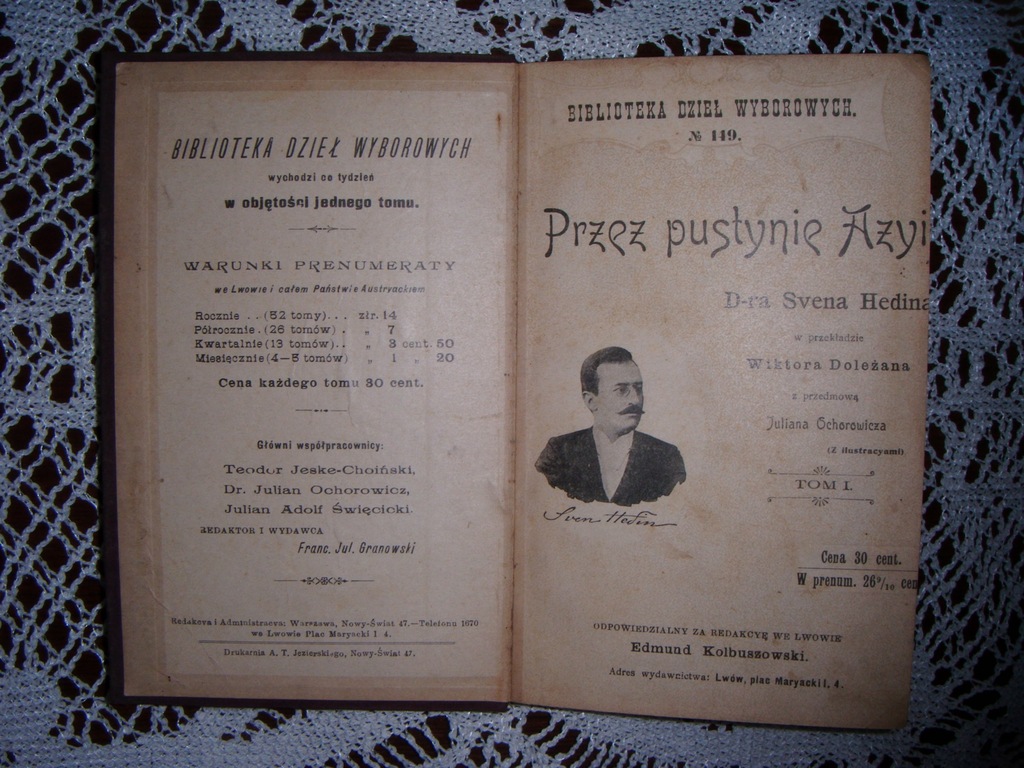 BIBLIOTEKA DZIEŁ WYBOROWYCH
wychodzi co tydzień
w objętości jednego tomu.
WARUNKI PRENUMERATY
we Lwowie i całem Państwie Austryackiem
Rocznie . . (52 tomy). . . złr. 14
Półrocznie . (26 tomów) . „ 7
Kwartalnie (13 tomów) . . „ 3 cent. 50
Miesięcznie (4—5 tomów) „ 1 „ 20
Cena każdego tomu 30 cent.
Główni współpracownicy:
Teodor Jeske-Choiński,
Dr. Julian Ochorowicz,
Julian Adolf Święcicki.
REDAKTOR I WYDAWCA
Franc. Jul. Granowski
Redakcya i Administracya: Warszawa, Nowy-Świat 47.—Telefonu 1670
we Lwowie Plac Maryacki l 4.
Drukarnia A. T. Jezierskiego, Nowy-Świat 47.
BIBLIOTEKA DZIEŁ WYBOROWYCH.
№ 149.
Przez pustynie Azyi
D-ra Svena Hedina
w przekładzie
Wiktora Doleżana
z przedmową
Juliana Ochorowicza
(Z ilustracyami)
TOM I.
Sven Hedin
Cena 30 cent.
W prenum. 26⁹/₁₀ cen
ODPOWIEDZIALNY ZA REDAKCYĘ WE LWOWIE
Edmund Kolbuszowski.
Adres wydawnictwa: Lwów, plac Maryacki l, 4.